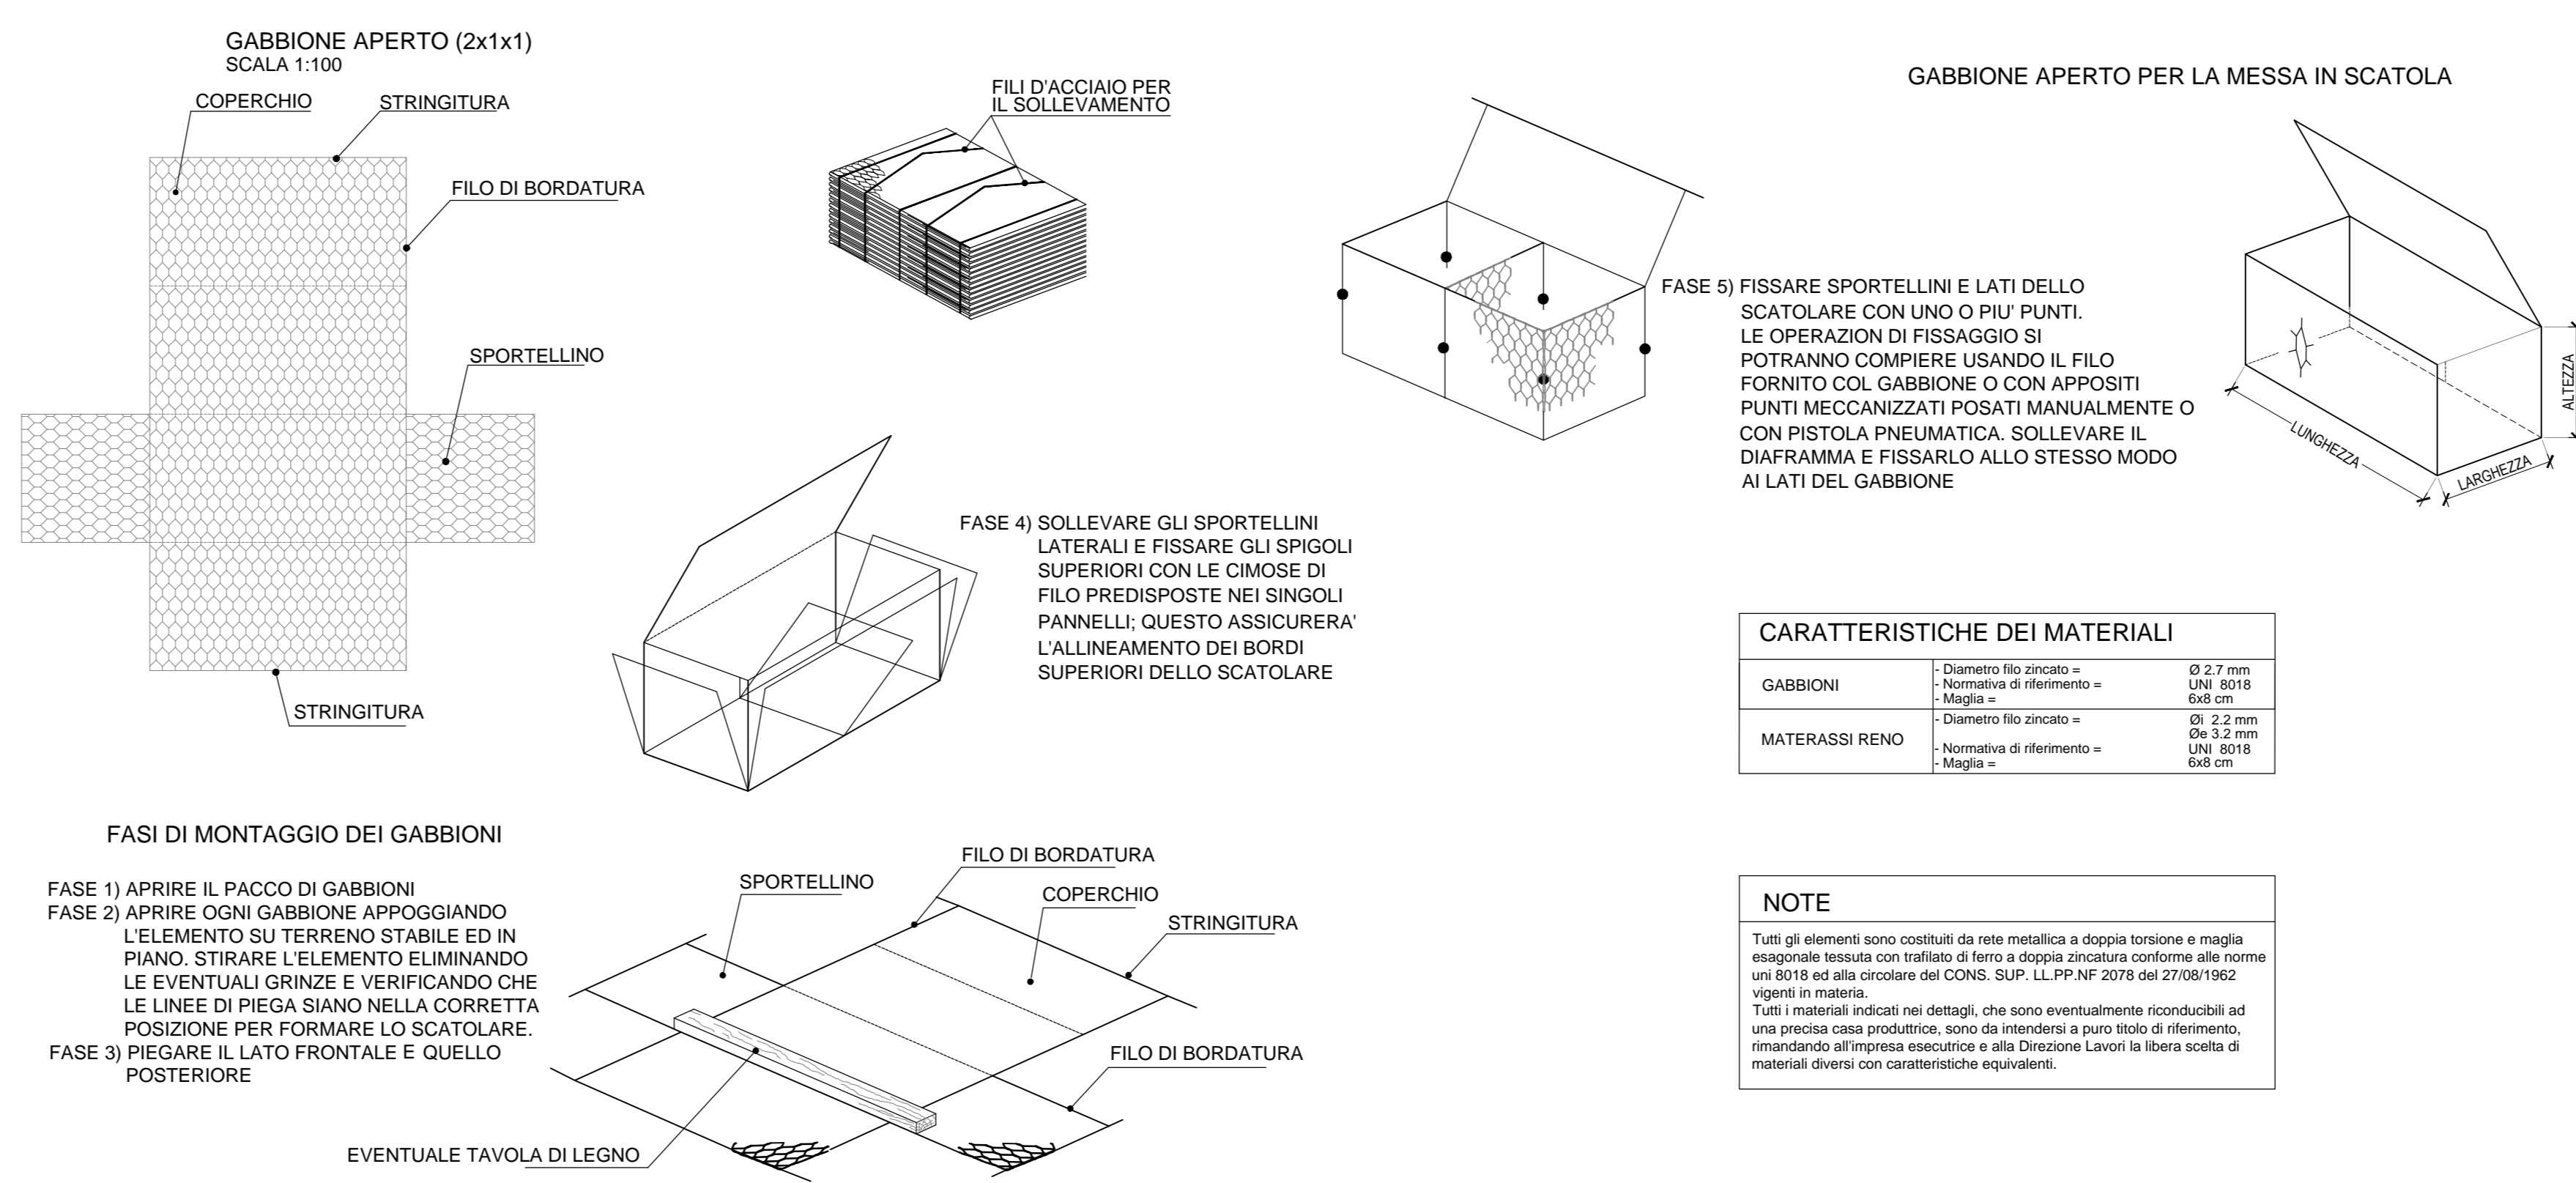 GABBIONE APERTO (2x1x1)
SCALA 1:100
COPERCHIO
STRINGITURA
FILO DI BORDATURA
SPORTELLINO
STRINGITURA
FILI D'ACCIAIO PER
IL SOLLEVAMENTO
GABBIONE APERTO PER LA MESSA IN SCATOLA
FASE 5) FISSARE SPORTELLINI E LATI DELLO
SCATOLARE CON UNO O PIU' PUNTI.
LE OPERAZION DI FISSAGGIO SI
POTRANNO COMPIERE USANDO IL FILO
FORNITO COL GABBIONE O CON APPOSITI
PUNTI MECCANIZZATI POSATI MANUALMENTE O
CON PISTOLA PNEUMATICA. SOLLEVARE IL
DIAFRAMMA E FISSARLO ALLO STESSO MODO
AI LATI DEL GABBIONE
LUNGHEZZA
LARGHEZZA
ALTEZZA
FASE 4) SOLLEVARE GLI SPORTELLINI
LATERALI E FISSARE GLI SPIGOLI
SUPERIORI CON LE CIMOSE DI
FILO PREDISPOSTE NEI SINGOLI
PANNELLI; QUESTO ASSICURERA'
L'ALLINEAMENTO DEI BORDI
SUPERIORI DELLO SCATOLARE
CARATTERISTICHE DEI MATERIALI
GABBIONI
- Diametro filo zincato = Ø 2.7 mm
- Normativa di riferimento = UNI 8018
- Maglia = 6x8 cm
MATERASSI RENO
- Diametro filo zincato = Øi 2.2 mm
Øe 3.2 mm
- Normativa di riferimento = UNI 8018
- Maglia = 6x8 cm
FASI DI MONTAGGIO DEI GABBIONI
FASE 1) APRIRE IL PACCO DI GABBIONI
FASE 2) APRIRE OGNI GABBIONE APPOGGIANDO
L'ELEMENTO SU TERRENO STABILE ED IN
PIANO. STIRARE L'ELEMENTO ELIMINANDO
LE EVENTUALI GRINZE E VERIFICANDO CHE
LE LINEE DI PIEGA SIANO NELLA CORRETTA
POSIZIONE PER FORMARE LO SCATOLARE.
FASE 3) PIEGARE IL LATO FRONTALE E QUELLO
POSTERIORE
FILO DI BORDATURA
SPORTELLINO
COPERCHIO
STRINGITURA
FILO DI BORDATURA
EVENTUALE TAVOLA DI LEGNO
NOTE
Tutti gli elementi sono costituiti da rete metallica a doppia torsione e maglia
esagonale tessuta con trafilato di ferro a doppia zincatura conforme alle norme
uni 8018 ed alla circolare del CONS. SUP. LL.PP.NF 2078 del 27/08/1962
vigenti in materia.
Tutti i materiali indicati nei dettagli, che sono eventualmente riconducibili ad
una precisa casa produttrice, sono da intendersi a puro titolo di riferimento,
rimandando all'impresa esecutrice e alla Direzione Lavori la libera scelta di
materiali diversi con caratteristiche equivalenti.